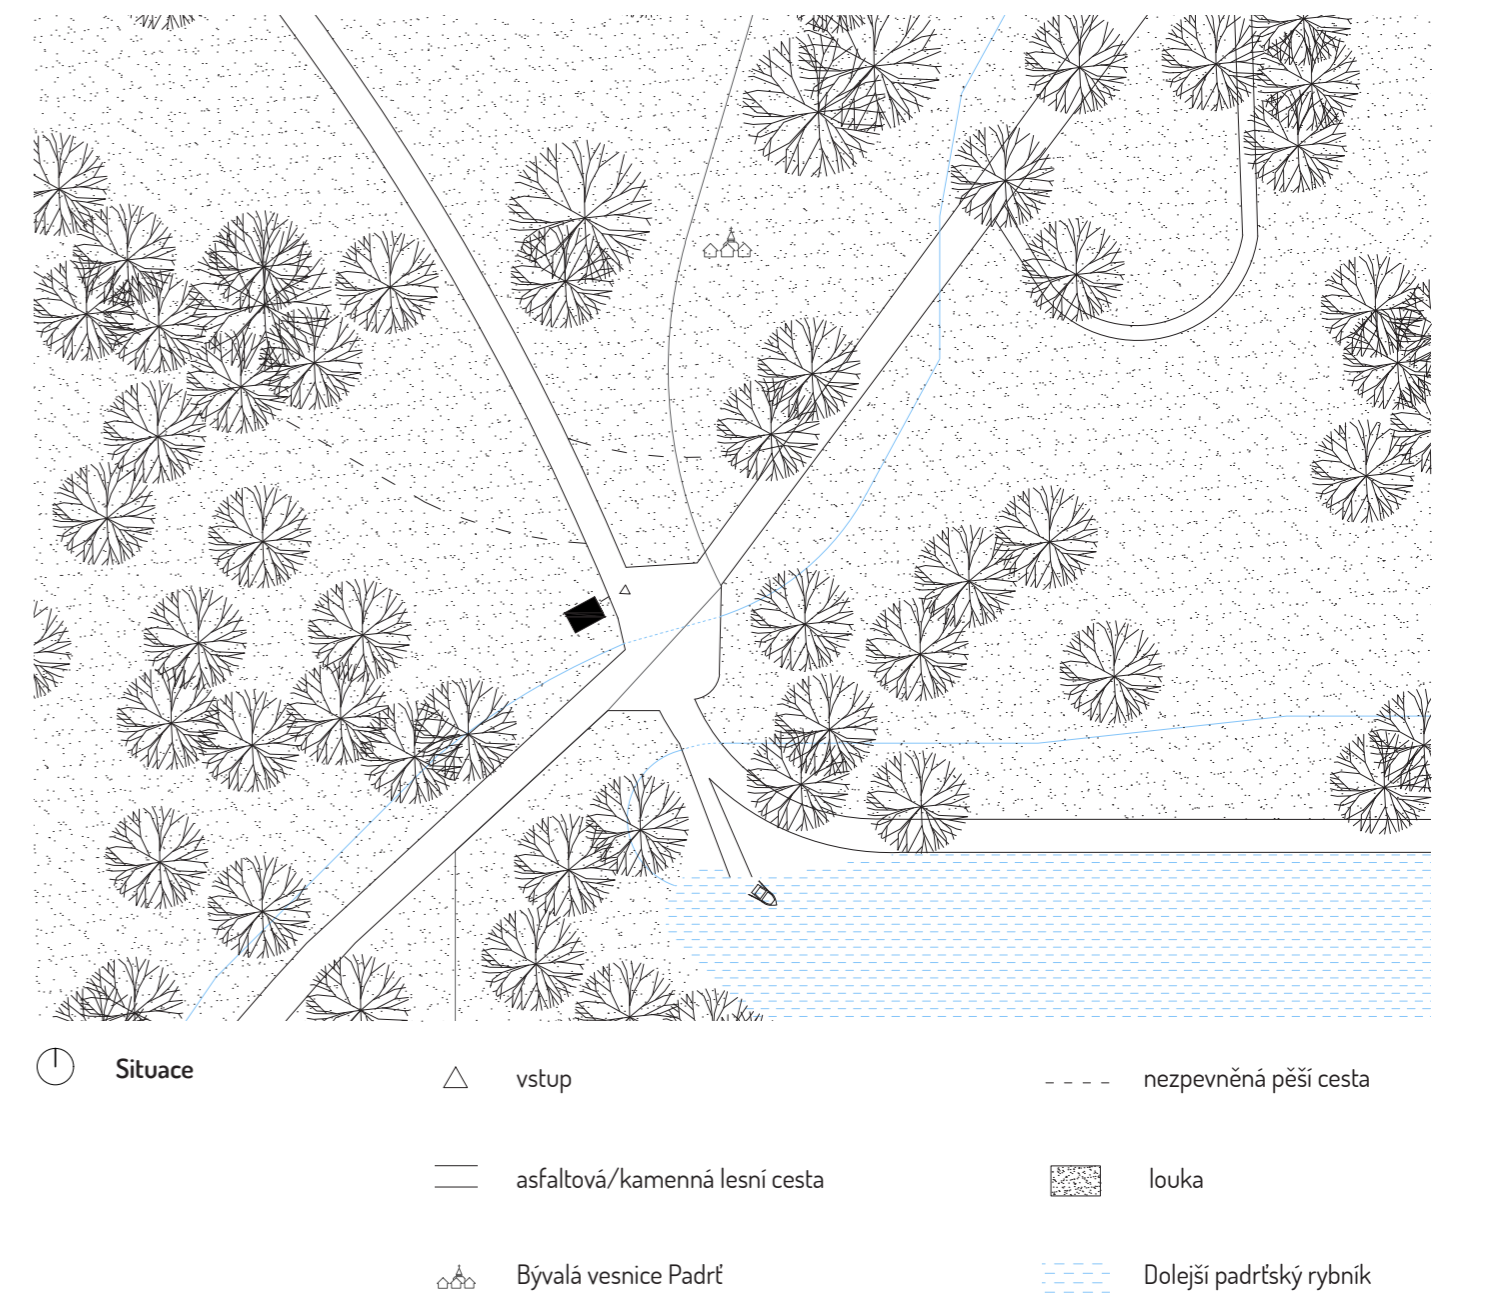 Situace
vstup
nezpevněná pěší cesta
asfaltová/kamenná lesní cesta
louka
Bývalá vesnice Padrť
Dolejší padrťský rybník